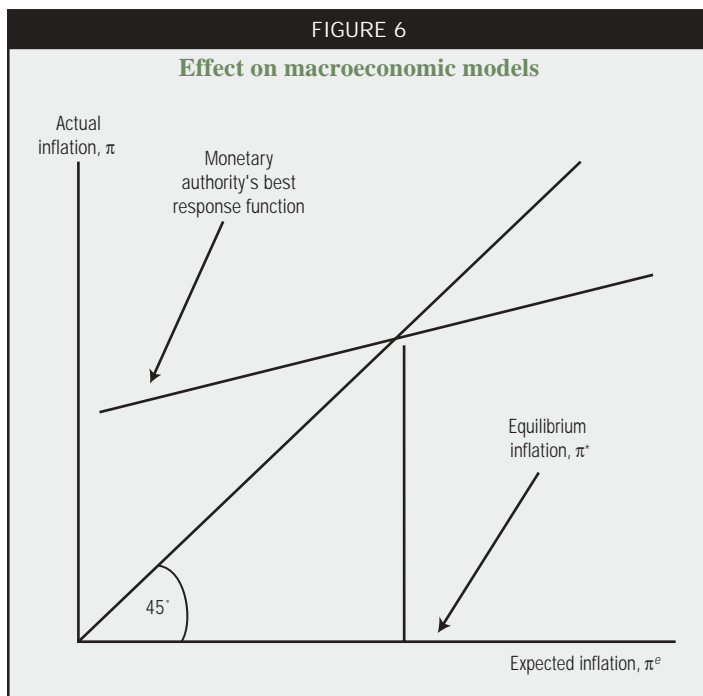 FIGURE 6
Effect on macroeconomic models
Actual
inflation, π
Monetary
authority's best
response function
Equilibrium
inflation, π*
45˚
Expected inflation, πᵉ